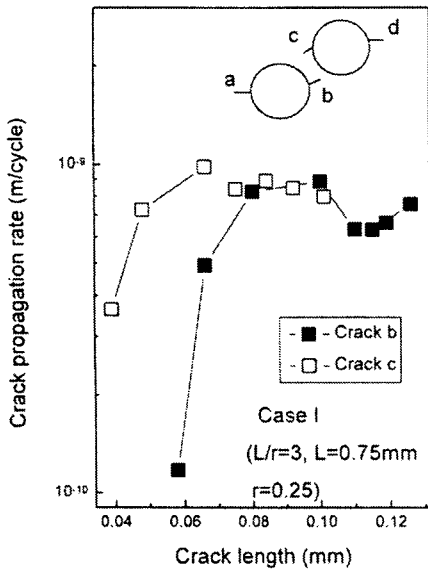 c
d
a
b
Crack propagation rate (m/cycle)
10-9
10-10
Crack b
Crack c
Case I
(L/r=3, L=0.75mm
r=0.25)
0.04 0.06 0.08 0.10 0.12
Crack length (mm)